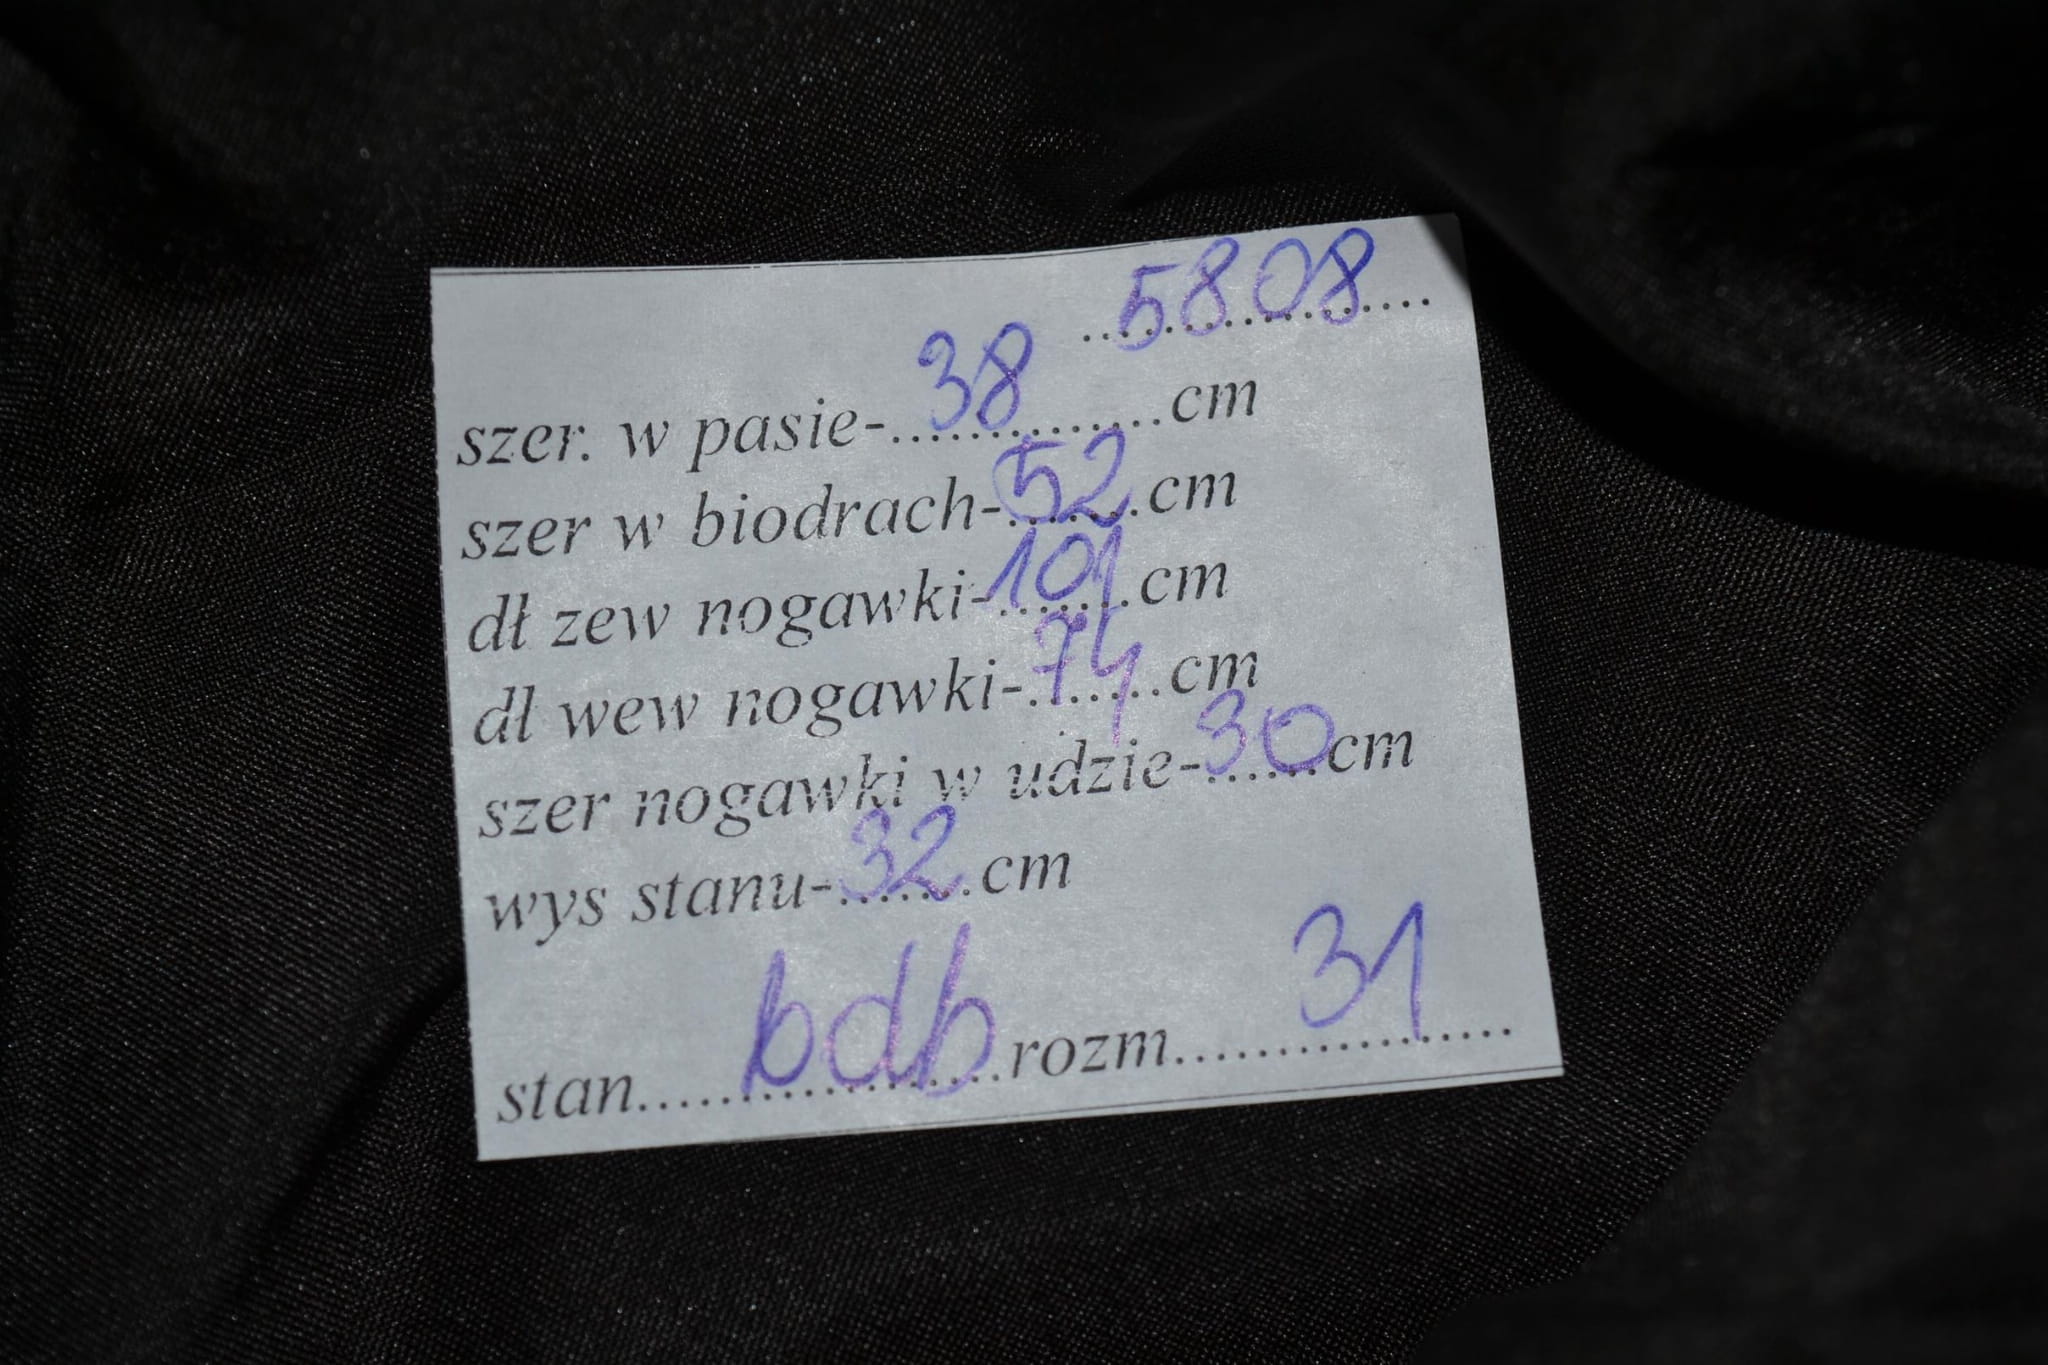 5808
szer. w pasie-38cm
szer w biodrach-52cm
dł zew nogawki-101cm
dł wew nogawki-74cm
szer nogawki w udzie-30cm
wys stanu-32cm
stan bdb rozm 31